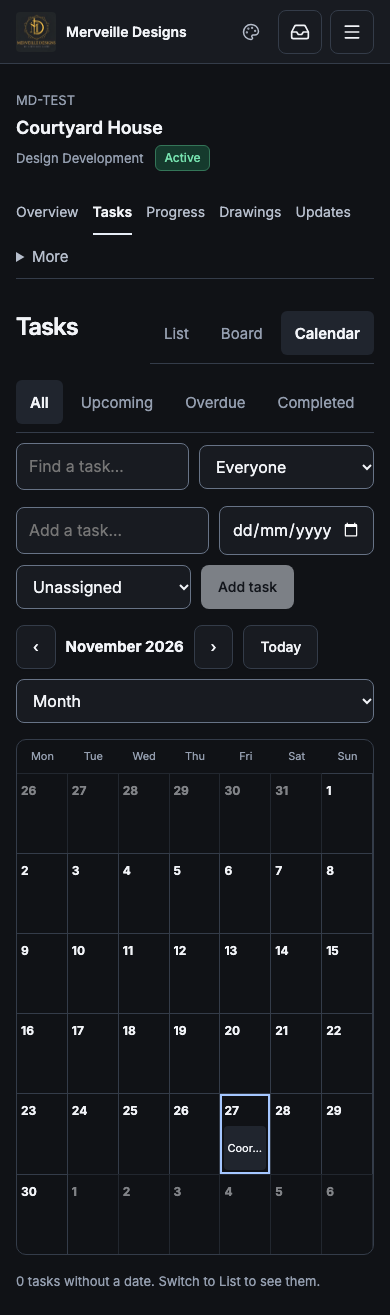 MERVEILLE DESIGNS
Merveille Designs
MD-TEST
Courtyard House
Design Development Active
Overview Tasks Progress Drawings Updates
More
Tasks List Board Calendar
All Upcoming Overdue Completed
Find a task... Everyone
Add a task... dd/mm/yyyy
Unassigned Add task
‹ November 2026 › Today
Month
Mon Tue Wed Thu Fri Sat Sun
26 27 28 29 30 31 1
2 3 4 5 6 7 8
9 10 11 12 13 14 15
16 17 18 19 20 21 22
23 24 25 26 27 28 29
Coor...
30 1 2 3 4 5 6
0 tasks without a date. Switch to List to see them.